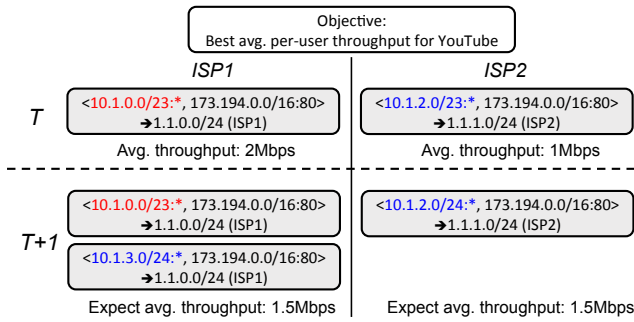 Objective:
Best avg. per-user throughput for YouTube
ISP1
ISP2
T
<10.1.0.0/23:*, 173.194.0.0/16:80>
➔1.1.0.0/24 (ISP1)
Avg. throughput: 2Mbps
<10.1.2.0/23:*, 173.194.0.0/16:80>
➔1.1.1.0/24 (ISP2)
Avg. throughput: 1Mbps
T+1
<10.1.0.0/23:*, 173.194.0.0/16:80>
➔1.1.0.0/24 (ISP1)
<10.1.3.0/24:*, 173.194.0.0/16:80>
➔1.1.0.0/24 (ISP1)
Expect avg. throughput: 1.5Mbps
<10.1.2.0/24:*, 173.194.0.0/16:80>
➔1.1.1.0/24 (ISP2)
Expect avg. throughput: 1.5Mbps